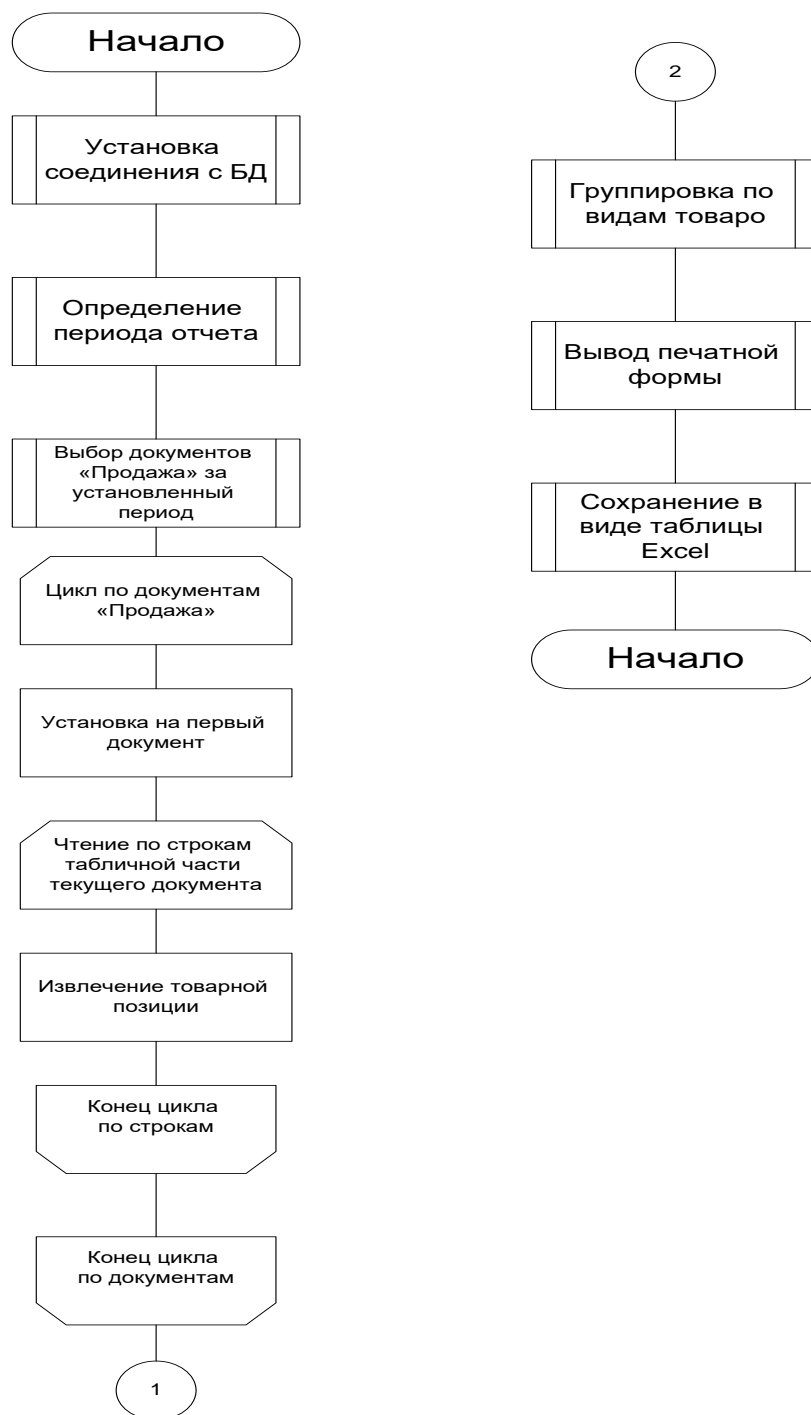 Начало
Установка
соединения с БД
Определение
периода отчета
Выбор документов
«Продажа» за
установленный
период
Цикл по документам
«Продажа»
Установка на первый
документ
Чтение по строкам
табличной части
текущего документа
Извлечение товарной
позиции
Конец цикла
по строкам
Конец цикла
по документам
1
2
Группировка по
видам товаро
Вывод печатной
формы
Сохранение в
виде таблицы
Excel
Начало